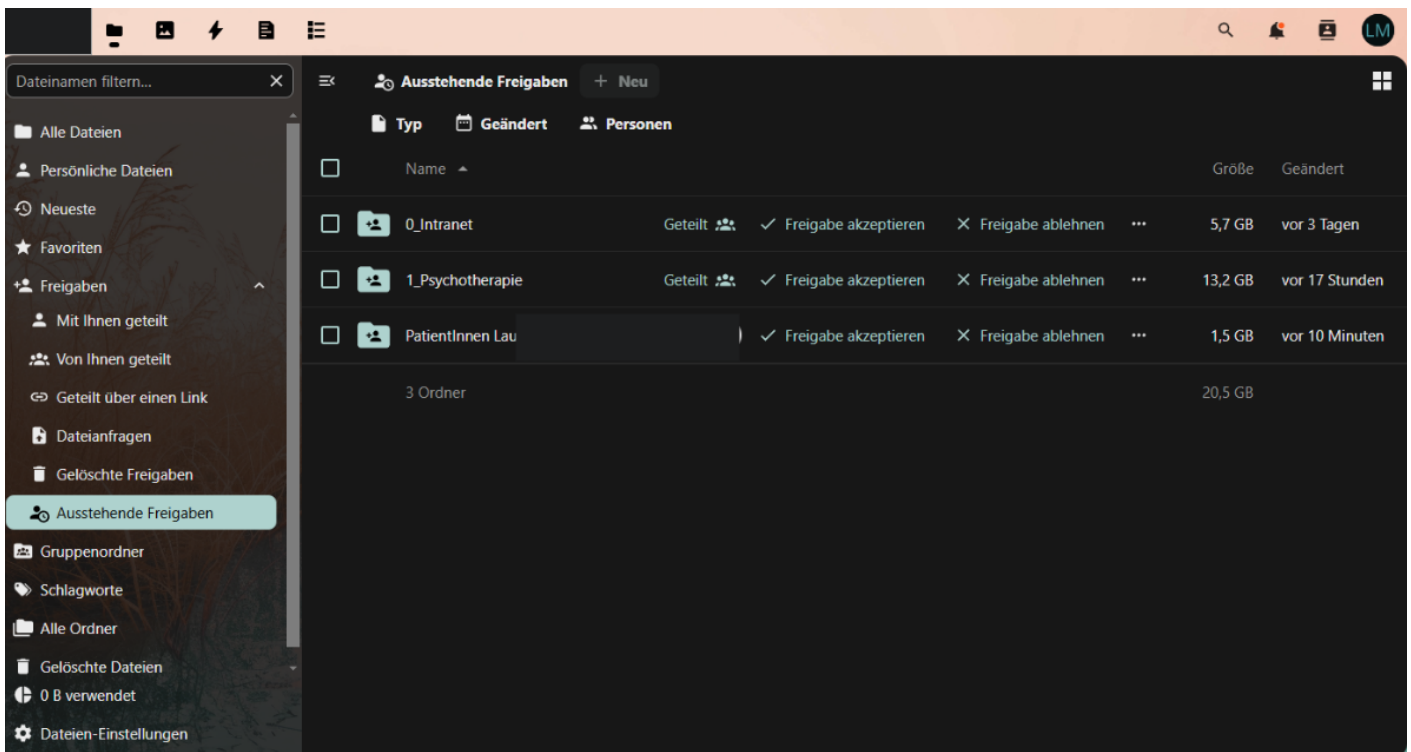 LM
Dateinamen filtern...
Alle Dateien
Persönliche Dateien
Neueste
Favoriten
Freigaben
Mit Ihnen geteilt
Von Ihnen geteilt
Geteilt über einen Link
Dateianfragen
Gelöschte Freigaben
Ausstehende Freigaben
Gruppenordner
Schlagworte
Alle Ordner
Gelöschte Dateien
0 B verwendet
Dateien-Einstellungen
Ausstehende Freigaben + Neu
Typ Geändert Personen
Name Größe Geändert
0_Intranet Geteilt Freigabe akzeptieren Freigabe ablehnen 5,7 GB vor 3 Tagen
1_Psychotherapie Geteilt Freigabe akzeptieren Freigabe ablehnen 13,2 GB vor 17 Stunden
PatientInnen Lau ) Freigabe akzeptieren Freigabe ablehnen 1,5 GB vor 10 Minuten
3 Ordner 20,5 GB